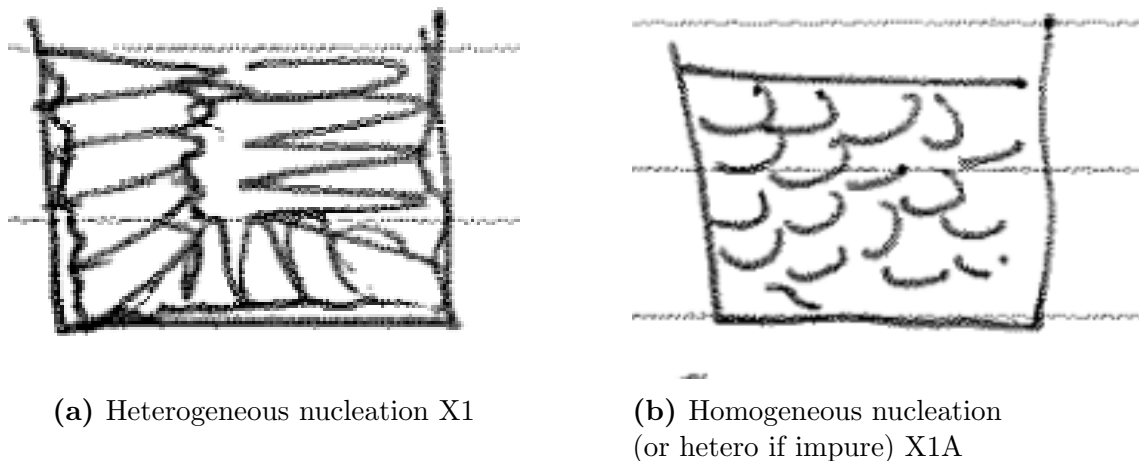 (a) Heterogeneous nucleation X1
(b) Homogeneous nucleation
(or hetero if impure) X1A